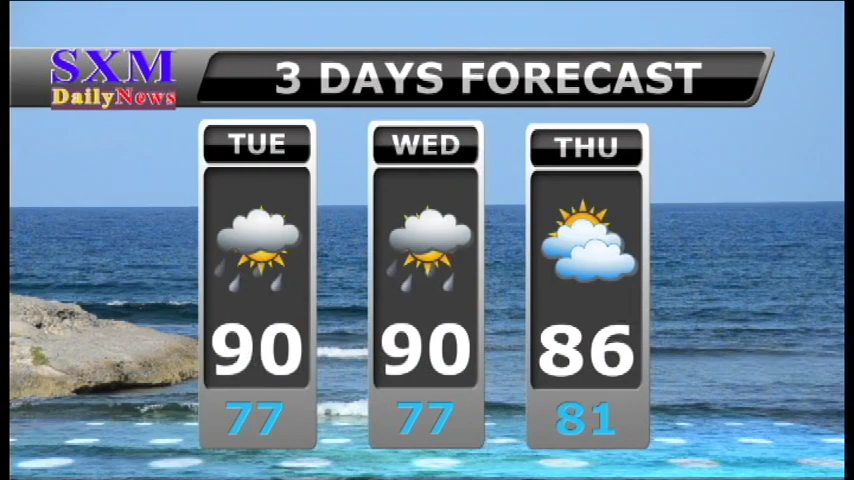 SXM
DailyNews
3 DAYS FORECAST
TUE
WED
THU
90
90
86
77
77
81